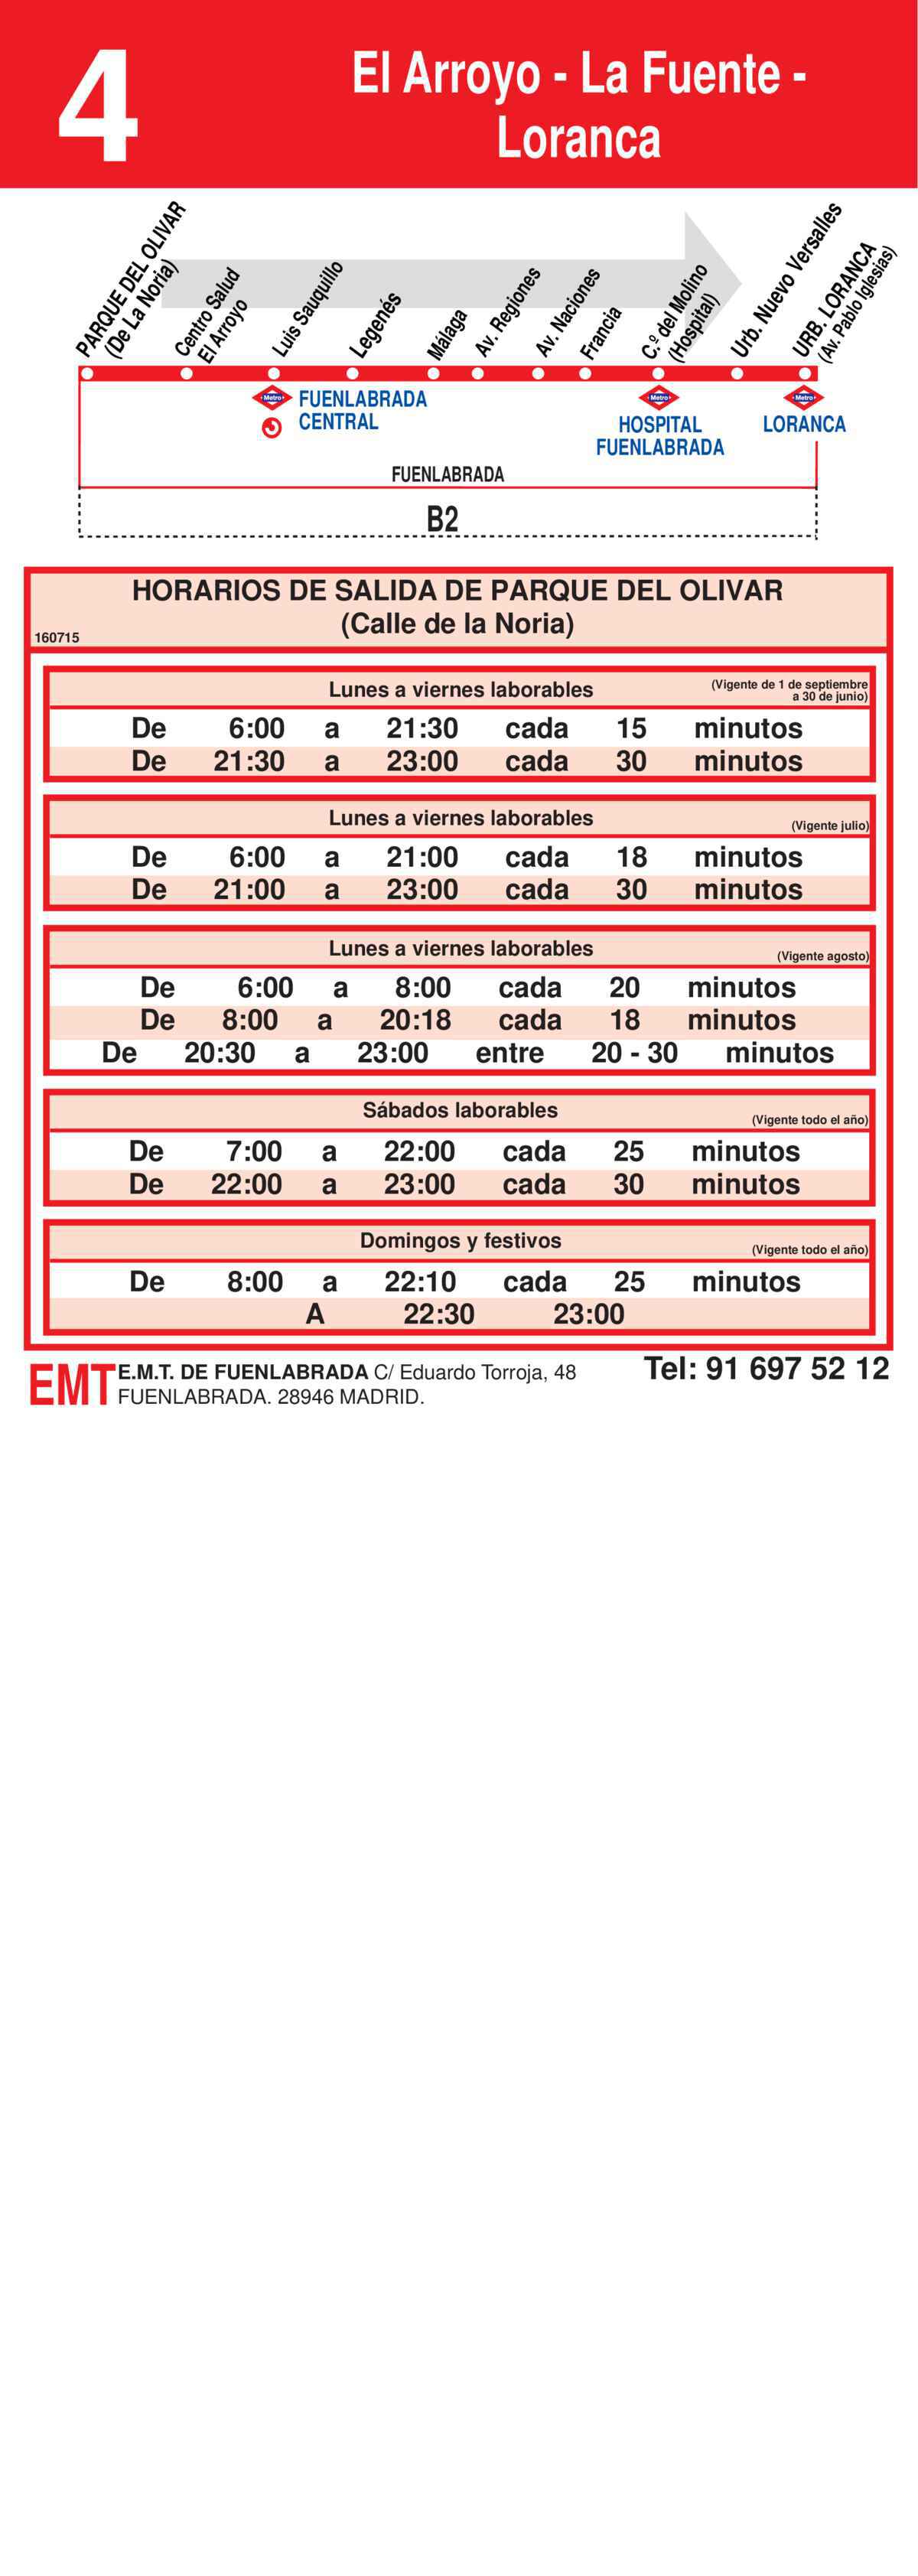 4
El Arroyo - La Fuente -
Loranca
PARQUE DEL OLIVAR
(De La Noria)
Centro Salud
El Arroyo
Luis Sauquillo
Legenés
Málaga
Av. Regiones
Av. Naciones
Francia
C.º del Molino
(Hospital)
Urb. Nuevo Versalles
URB. LORANCA
(Av. Pablo Iglesias)
Metro
FUENLABRADA
CENTRAL
Metro
HOSPITAL
FUENLABRADA
Metro
LORANCA
FUENLABRADA
B2
HORARIOS DE SALIDA DE PARQUE DEL OLIVAR
(Calle de la Noria)
160715
Lunes a viernes laborables
(Vigente de 1 de septiembre
a 30 de junio)
De 6:00 a 21:30 cada 15 minutos
De 21:30 a 23:00 cada 30 minutos
Lunes a viernes laborables
(Vigente julio)
De 6:00 a 21:00 cada 18 minutos
De 21:00 a 23:00 cada 30 minutos
Lunes a viernes laborables
(Vigente agosto)
De 6:00 a 8:00 cada 20 minutos
De 8:00 a 20:18 cada 18 minutos
De 20:30 a 23:00 entre 20 - 30 minutos
Sábados laborables
(Vigente todo el año)
De 7:00 a 22:00 cada 25 minutos
De 22:00 a 23:00 cada 30 minutos
Domingos y festivos
(Vigente todo el año)
De 8:00 a 22:10 cada 25 minutos
A 22:30 23:00
EMT
E.M.T. DE FUENLABRADA C/ Eduardo Torroja, 48
FUENLABRADA. 28946 MADRID.
Tel: 91 697 52 12